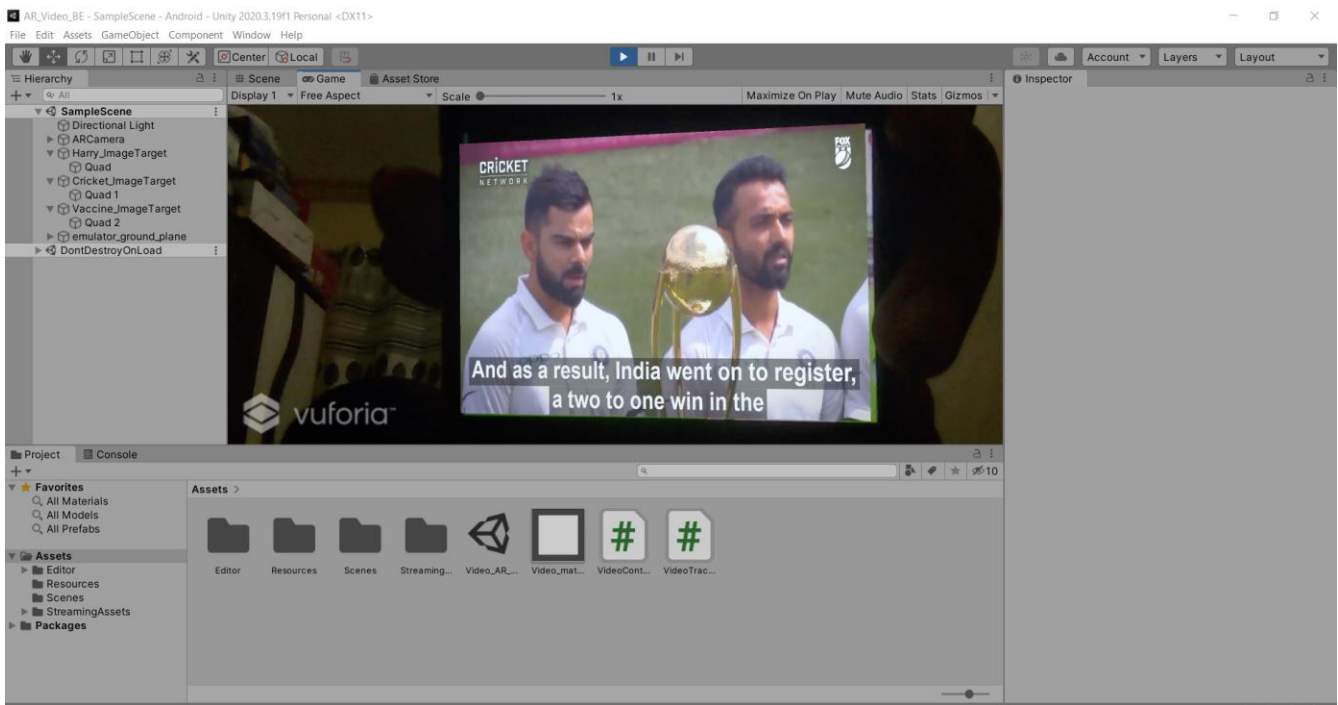 AR_Video_BE - SampleScene - Android - Unity 2020.3.19f1 Personal <DX11>
File Edit Assets GameObject Component Window Help
Center Local Account Layers Layout
Hierarchy Scene Game Asset Store Inspector
All Display 1 Free Aspect Scale 1x Maximize On Play Mute Audio Stats Gizmos
SampleScene
Directional Light
ARCamera
Harry_ImageTarget
Quad
Cricket_ImageTarget
Quad 1
Vaccine_ImageTarget
Quad 2
emulator_ground_plane
DontDestroyOnLoad
CRICKET
NETWORK
FOX
And as a result, India went on to register,
a two to one win in the
vuforia™
Project Console
10
Favorites
All Materials
All Models
All Prefabs
Assets
Editor
Resources
Scenes
StreamingAssets
Packages
Assets >
Editor Resources Scenes Streaming... Video_AR_... Video_mat... VideoCont... VideoTrac...